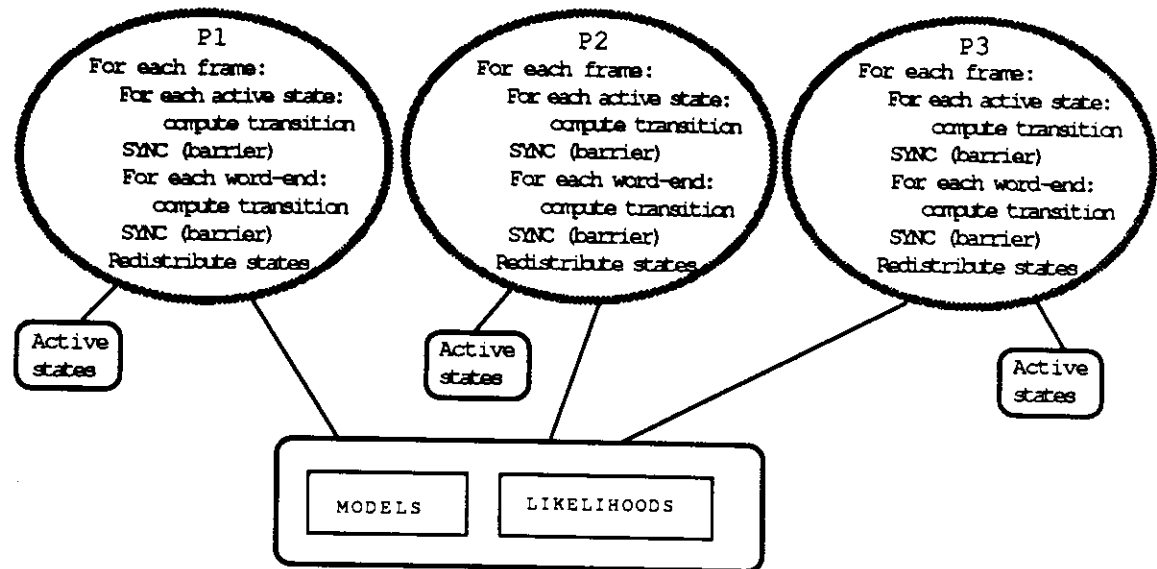 P1
For each frame:
For each active state:
compute transition
SYNC (barrier)
For each word-end:
compute transition
SYNC (barrier)
Redistribute states
P2
For each frame:
For each active state:
compute transition
SYNC (barrier)
For each word-end:
compute transition
SYNC (barrier)
Redistribute states
P3
For each frame:
For each active state:
compute transition
SYNC (barrier)
For each word-end:
compute transition
SYNC (barrier)
Redistribute states
Active
states
Active
states
Active
states
MODELS
LIKELIHOODS